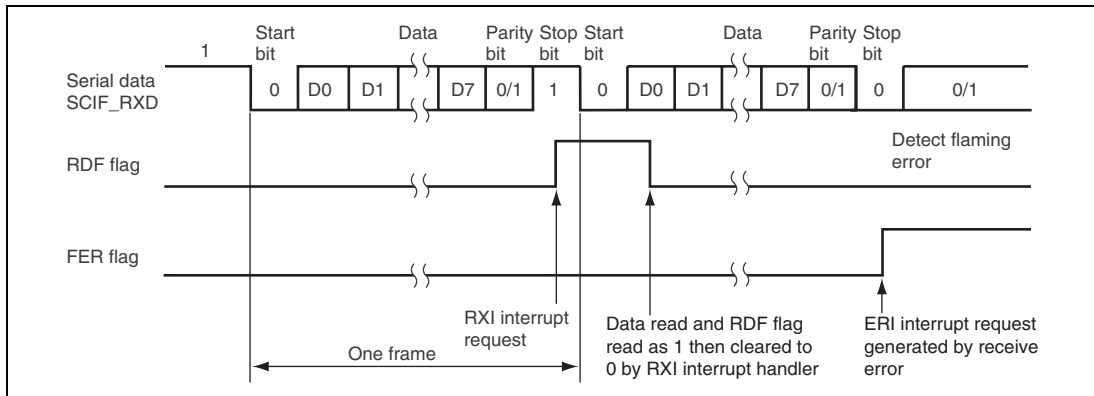 Start bit
Data
Parity bit
Stop bit
Start bit
Data
Parity bit
Stop bit
1
Serial data
SCIF_RXD
0 D0 D1 D7 0/1 1 0 D0 D1 D7 0/1 0 0/1
Detect flaming
error
RDF flag
FER flag
RXI interrupt
request
Data read and RDF flag
read as 1 then cleared to
0 by RXI interrupt handler
ERI interrupt request
generated by receive
error
One frame